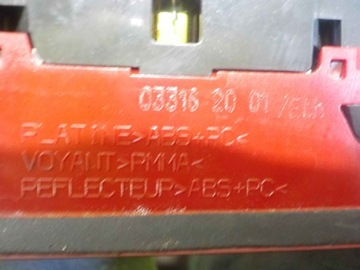 03316 20 01
PLATINE>ABS+PC<
VOYANT>PMMA<
REFLECTEUR>ABS+PC<